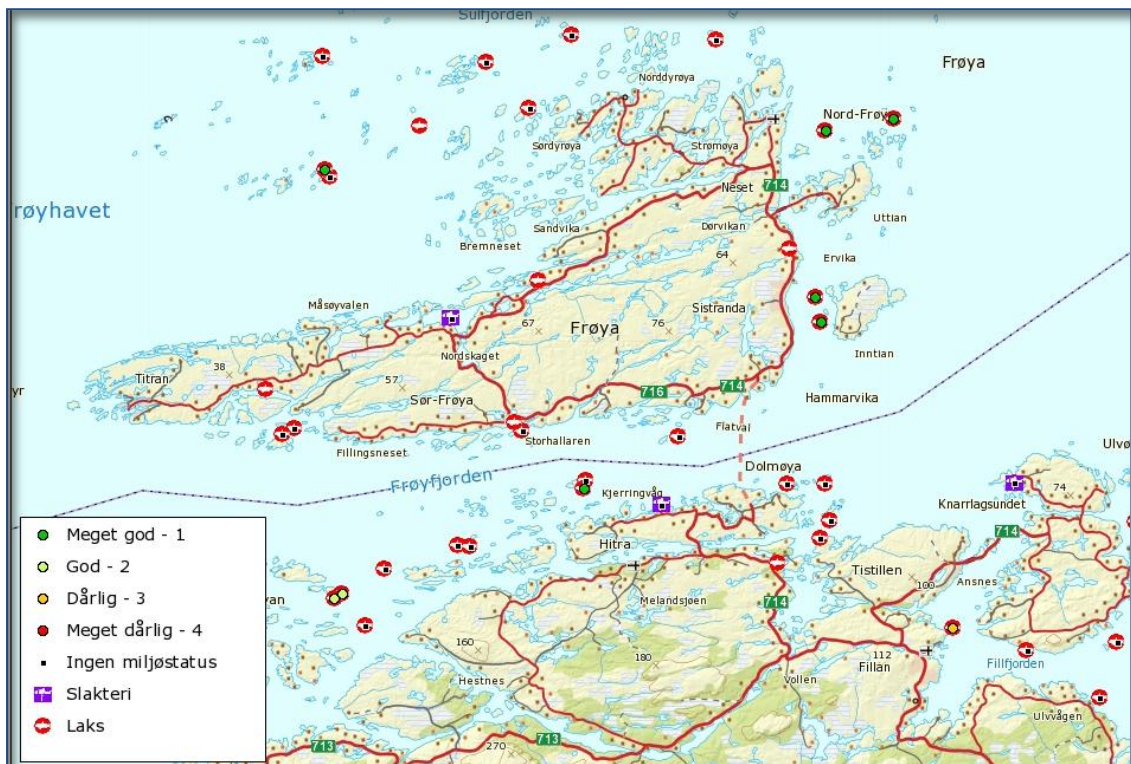 Sulfjorden
Frøya
Norddyrøya
Nord-Frøy
Sørdyrøya
Strømøya
714
Neset
røyhavet
Uttian
Sandvika
Dørvikan
Bremneset
64
Ervika
Måsøyvalen
Sistranda
67
Frøya
76
Inntian
Nordskaget
38
Titran
57
yr
Sør-Frøya
716
714
Hammarvika
Flatval
Storhallaren
Fillingsneset
Ulvø
Frøyfjorden
Dolmøya
Kjerringvåg
74
Knarrlagsundet
714
Hitra
Tistillen
100
Ansnes
van
Melandsjøen
714
160
180
112
Fillan
Fillfjorden
Hestnes
Vollen
Ulvvågen
713
713
270
Meget god - 1
God - 2
Dårlig - 3
Meget dårlig - 4
Ingen miljøstatus
Slakteri
Laks